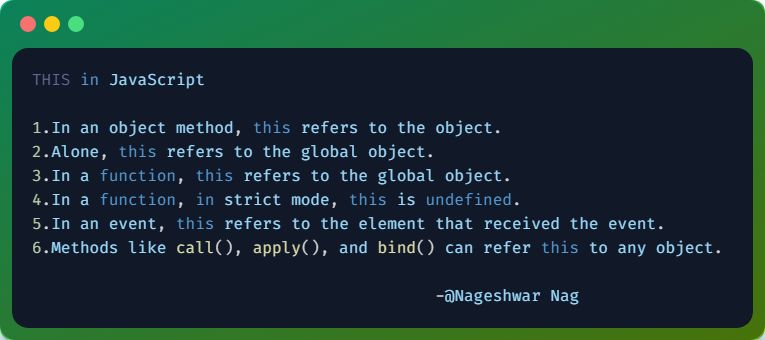 THIS in JavaScript
1.In an object method, this refers to the object.
2.Alone, this refers to the global object.
3.In a function, this refers to the global object.
4.In a function, in strict mode, this is undefined.
5.In an event, this refers to the element that received the event.
6.Methods like call(), apply(), and bind() can refer this to any object.
-@Nageshwar Nag